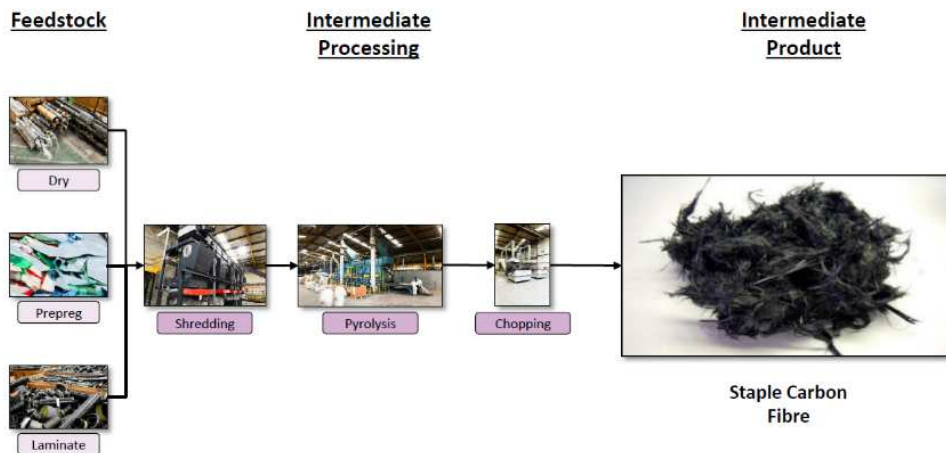 Feedstock
Intermediate
Processing
Intermediate
Product
Dry
Prepreg
Laminate
Shredding
Pyrolysis
Chopping
Staple Carbon
Fibre